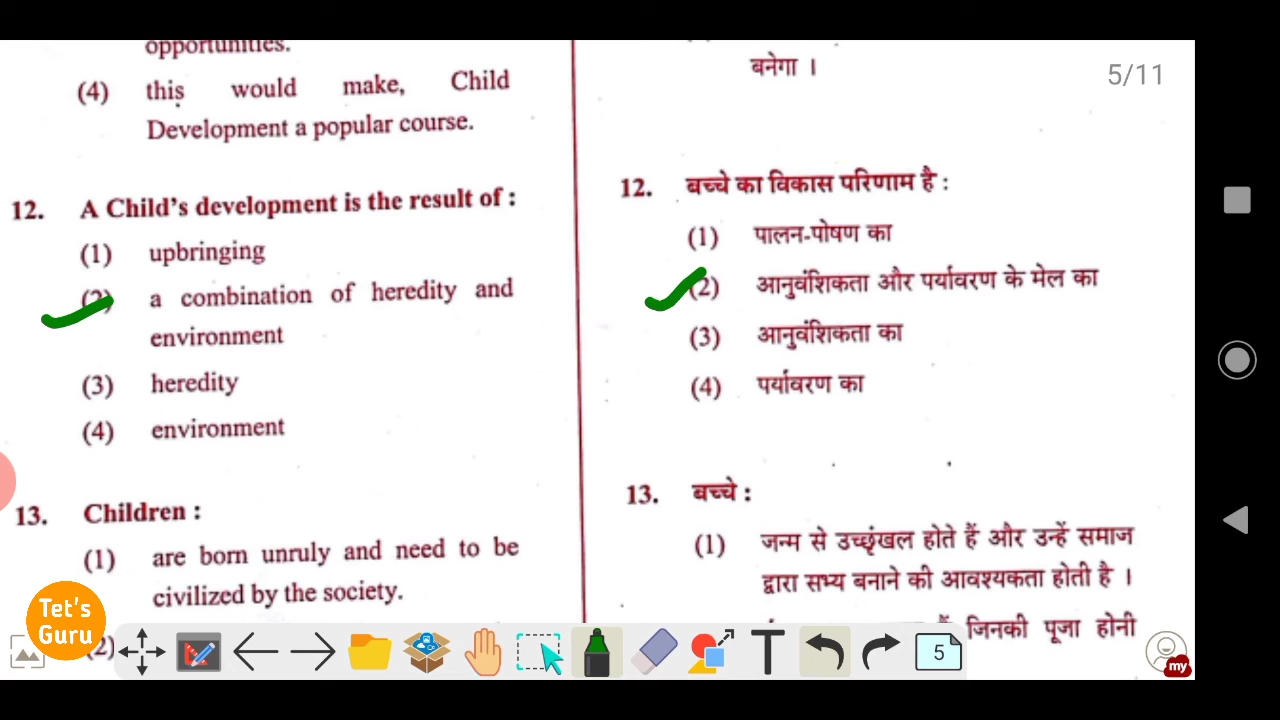 opportunities.
(4) this would make, Child
Development a popular course.
12. A Child's development is the result of :
(1) upbringing
(2) a combination of heredity and
environment
(3) heredity
(4) environment
13. Children :
(1) are born unruly and need to be
civilized by the society.
(2)
बनेगा ।
12. बच्चे का विकास परिणाम है :
(1) पालन-पोषण का
(2) आनुवंशिकता और पर्यावरण के मेल का
(3) आनुवंशिकता का
(4) पर्यावरण का
13. बच्चे :
(1) जन्म से उच्छृंखल होते हैं और उन्हें समाज
द्वारा सभ्य बनाने की आवश्यकता होती है ।
जिनकी पूजा होनी
5/11
Tet's
Guru
T
5
my